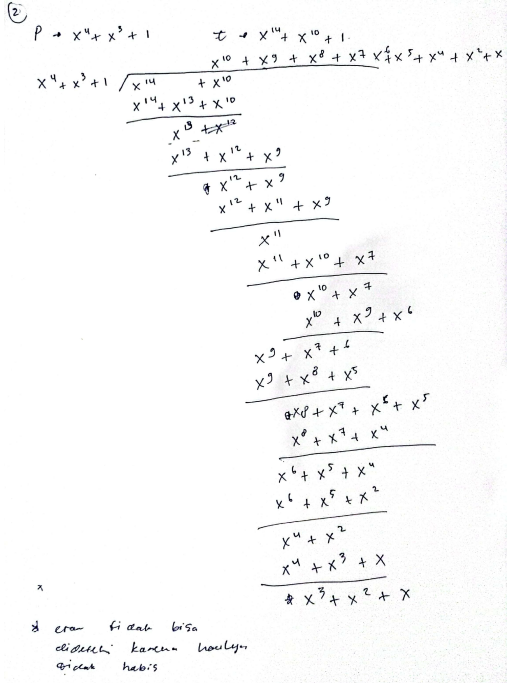 ②
P → x⁴ + x³ + 1    t → x¹⁴ + x¹⁰ + 1.
x¹⁰ + x⁹ + x⁸ + x⁷ x⁶ + x⁵ + x⁴ + x² + x
x⁴ + x³ + 1 / x¹⁴ + x¹⁰
x¹⁴ + x¹³ + x¹⁰
x¹³ + x¹²
x¹³ + x¹² + x⁹
x¹² + x⁹
x¹² + x¹¹ + x⁹
x¹¹
x¹¹ + x¹⁰ + x⁷
x¹⁰ + x⁷
x¹⁰ + x⁹ + x⁶
x⁹ + x⁷ + ⁶
x⁹ + x⁸ + x⁵
x⁸ + x⁷ + x⁶ + x⁵
x⁸ + x⁷ + x⁴
x⁶ + x⁵ + x⁴
x⁶ + x⁵ + x²
x⁴ + x²
x⁴ + x³ + x
x³ + x² + x
tidak bisa
karena
tidak habis